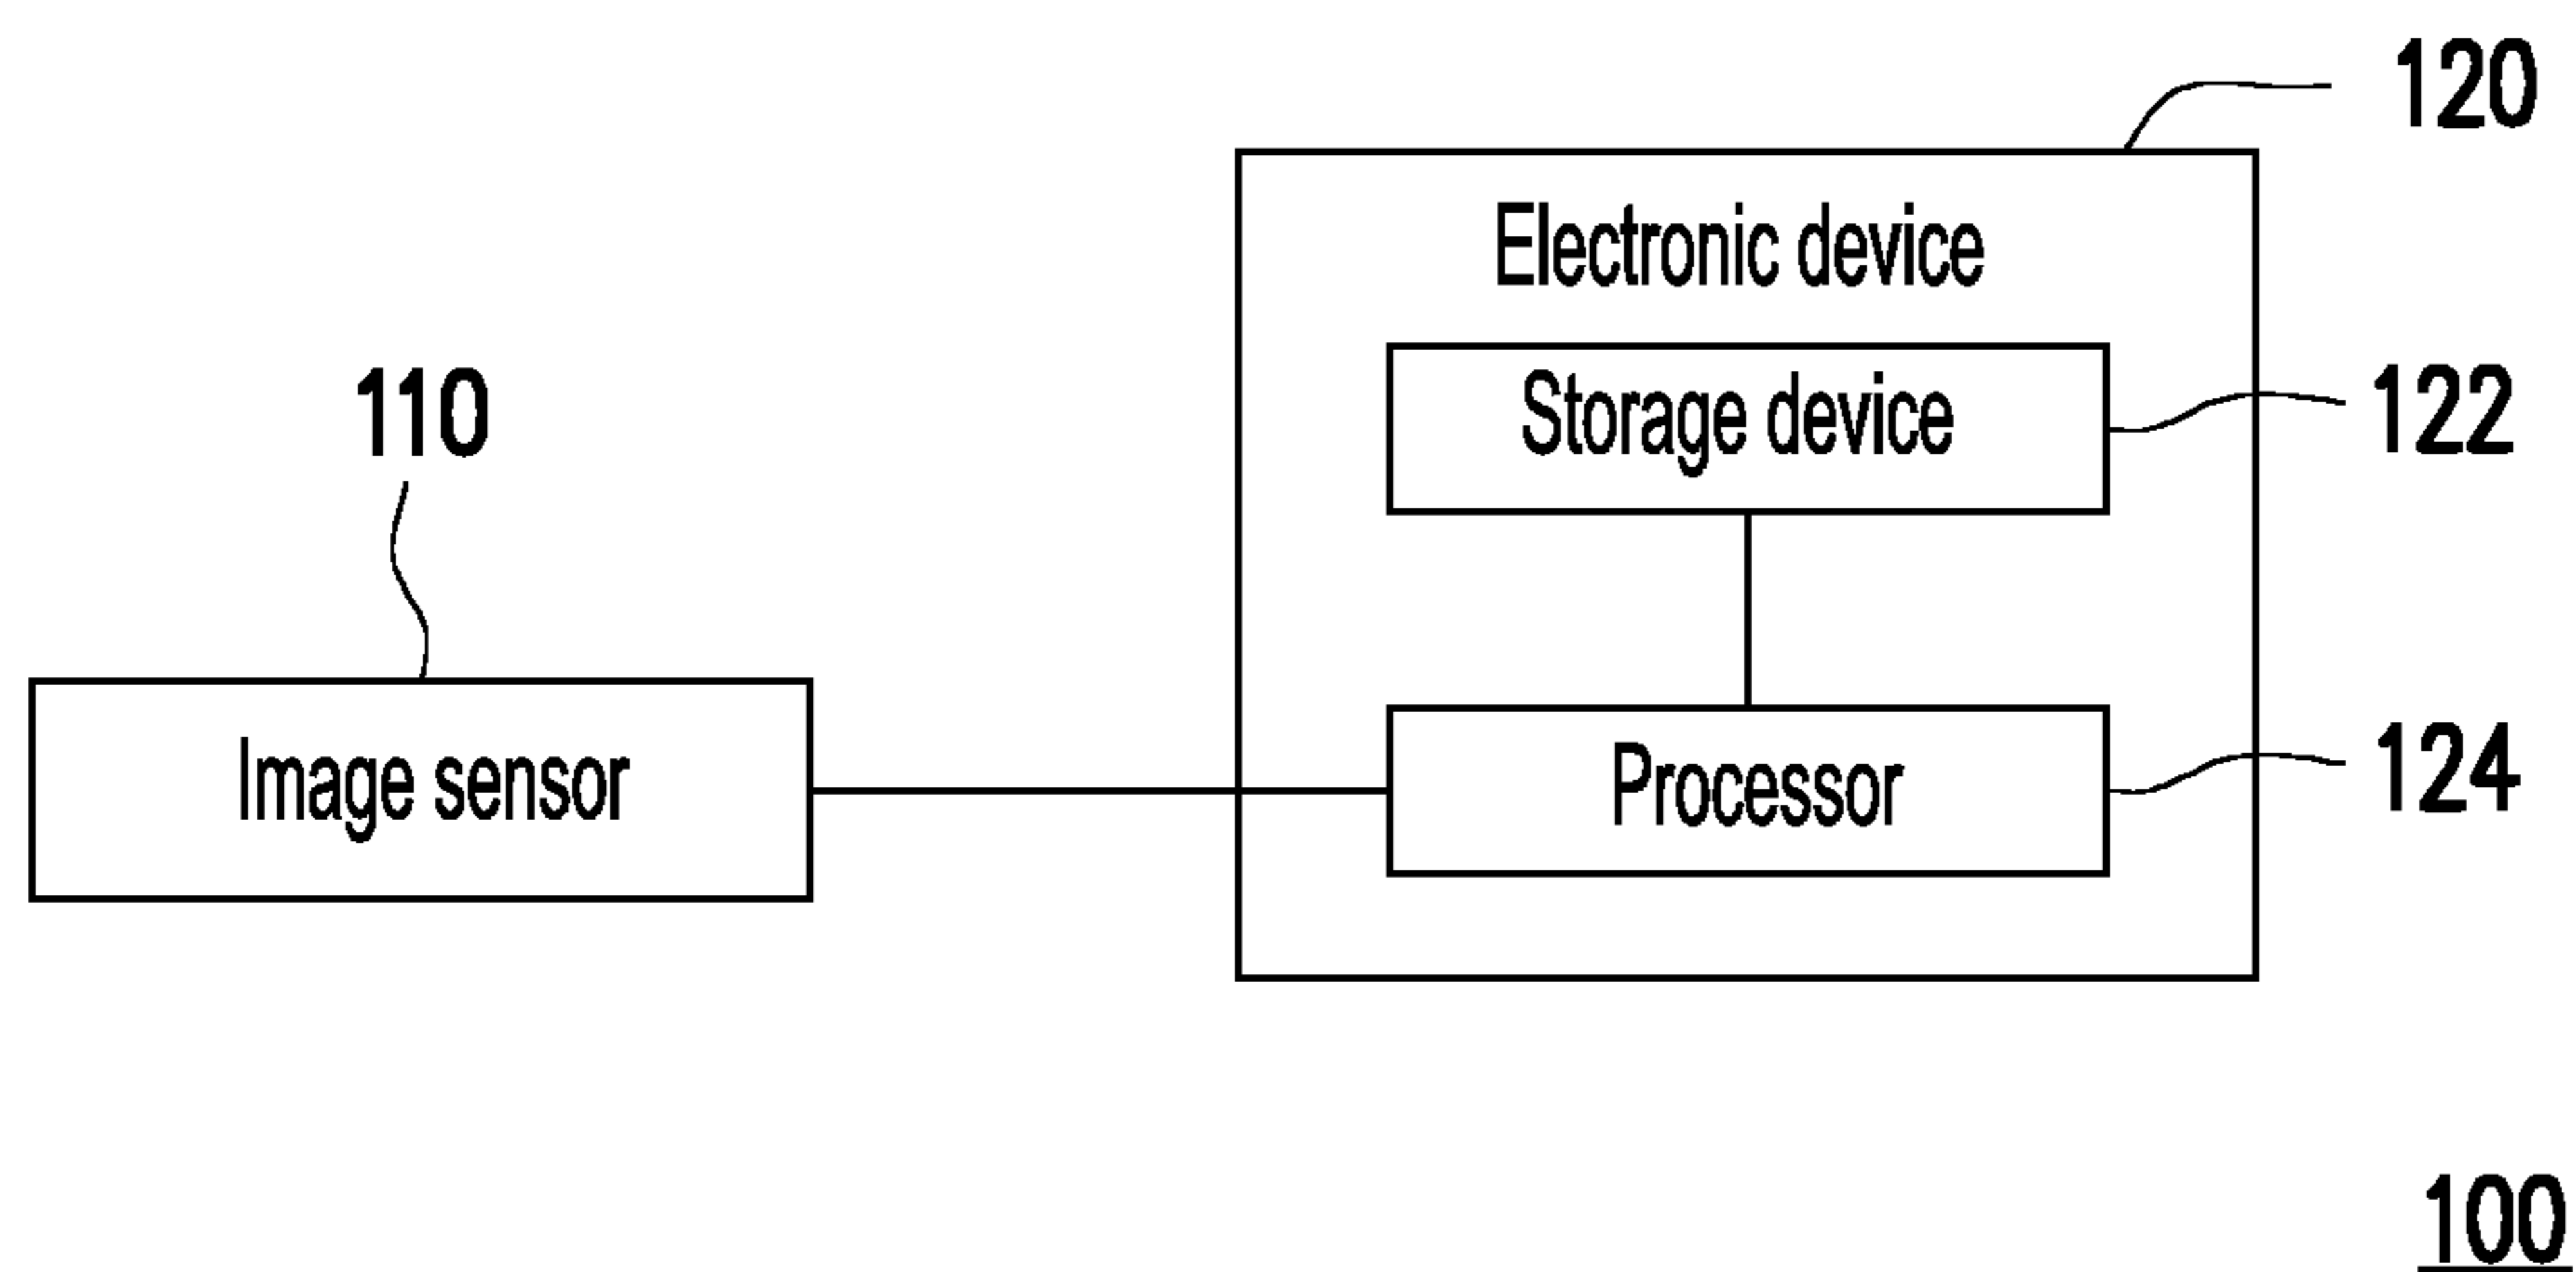 120
Electronic device
Storage device
122
110
Image sensor
Processor
124
100